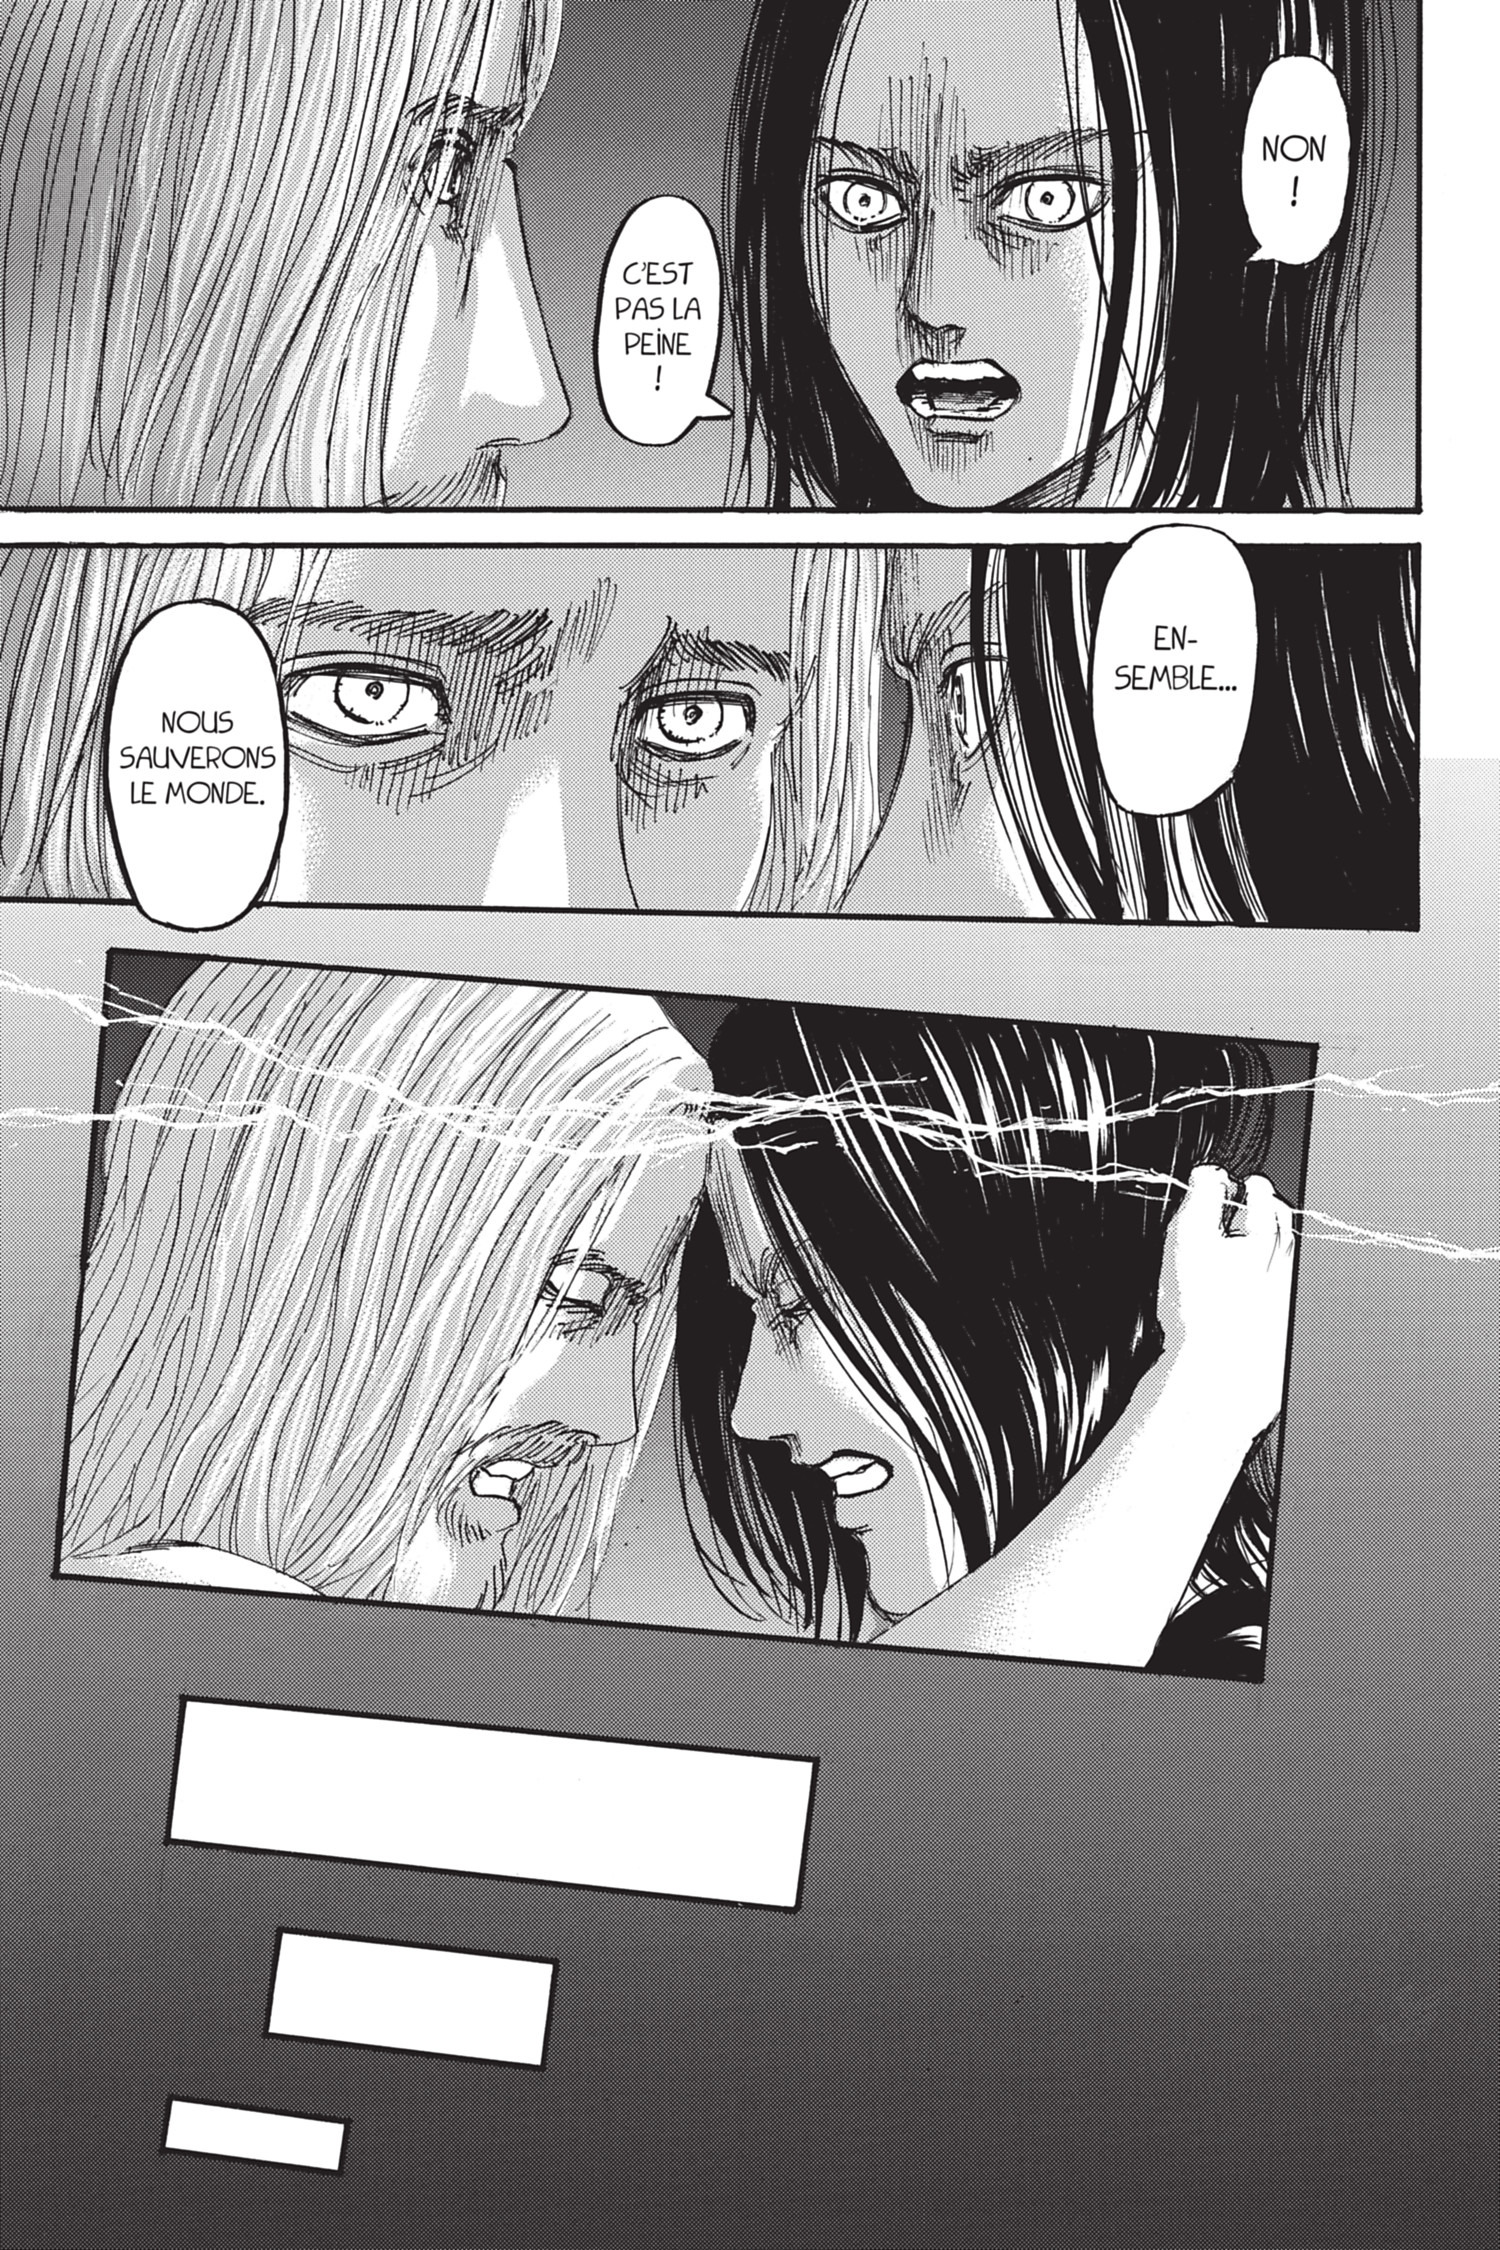 NON
!
C'EST
PAS LA
PEINE
!
EN-
SEMBLE...
NOUS
SAUVERONS
LE MONDE.